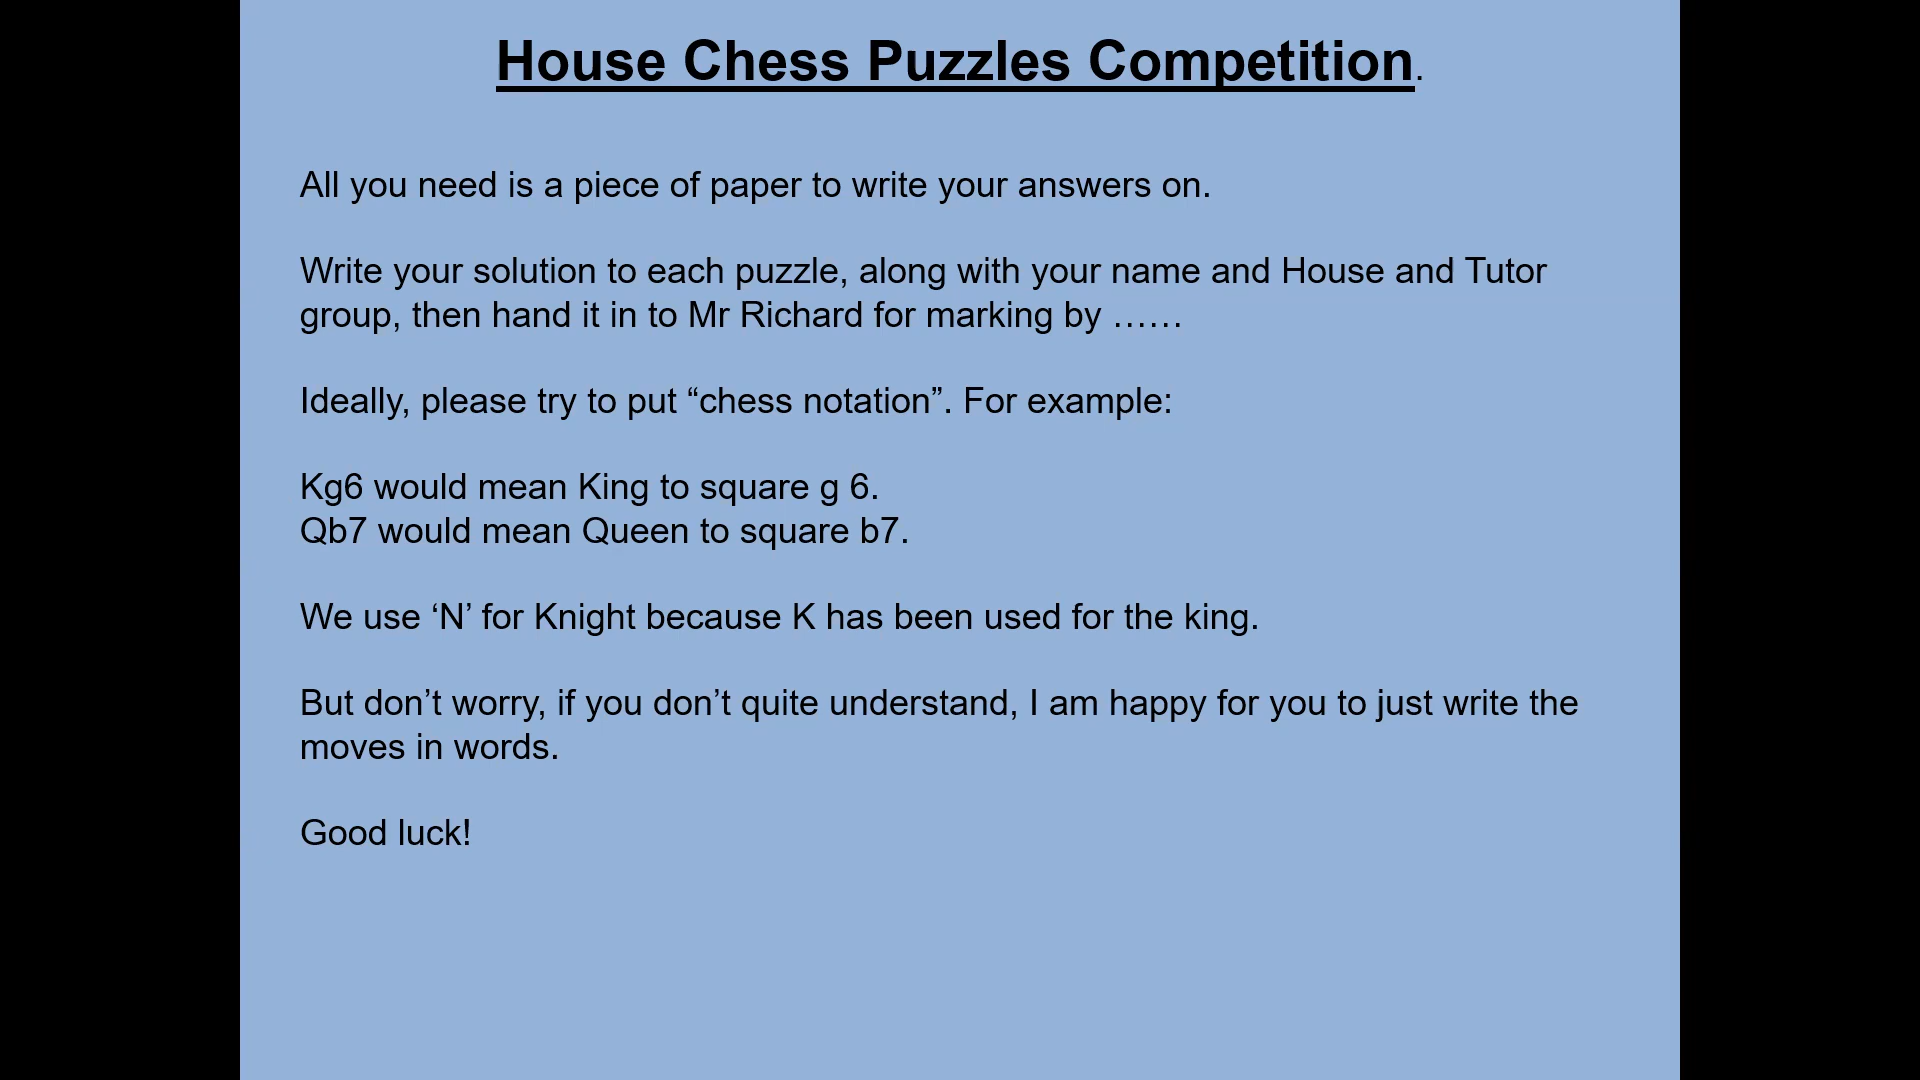 House Chess Puzzles Competition.
All you need is a piece of paper to write your answers on.
Write your solution to each puzzle, along with your name and House and Tutor
group, then hand it in to Mr Richard for marking by ……
Ideally, please try to put “chess notation”. For example:
Kg6 would mean King to square g 6.
Qb7 would mean Queen to square b7.
We use ‘N’ for Knight because K has been used for the king.
But don’t worry, if you don’t quite understand, I am happy for you to just write the
moves in words.
Good luck!